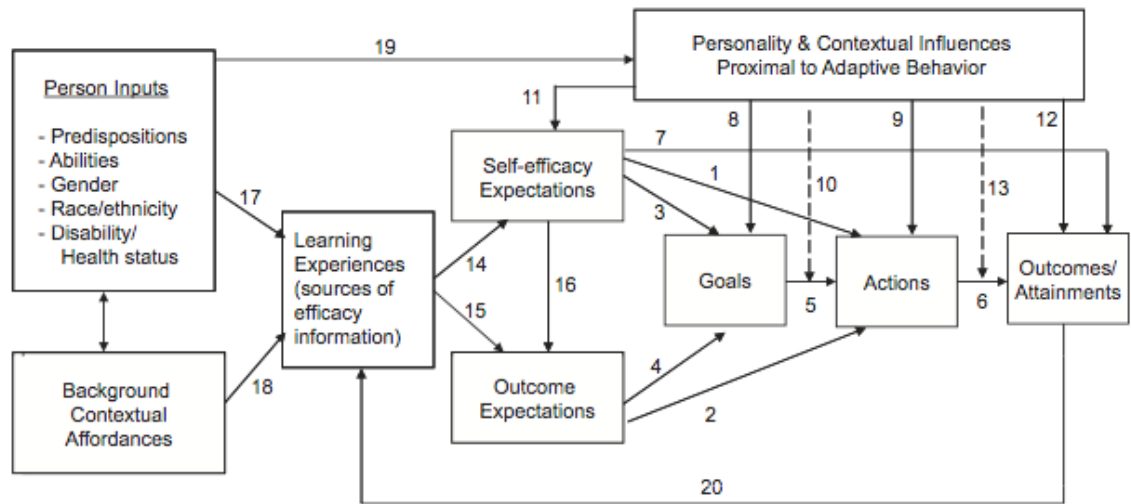 19
Personality & Contextual Influences
Proximal to Adaptive Behavior
Person Inputs
- Predispositions
- Abilities
- Gender
- Race/ethnicity
- Disability/
Health status
11
8
9
12
7
Self-efficacy
Expectations
1
10
13
3
17
Learning
Experiences
(sources of
efficacy
information)
14
15
16
Goals
5
Actions
6
Outcomes/
Attainments
Background
Contextual
Affordances
18
Outcome
Expectations
4
2
20